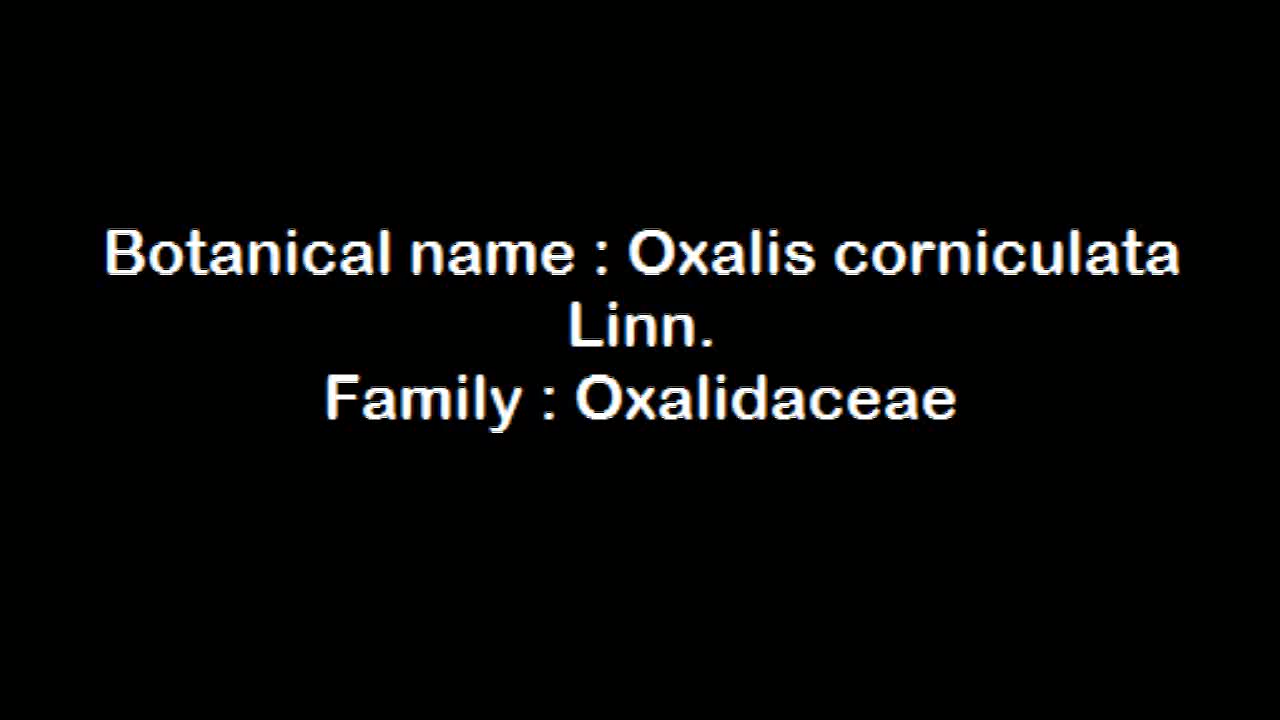 Botanical name : Oxalis corniculata
Linn.
Family : Oxalidaceae